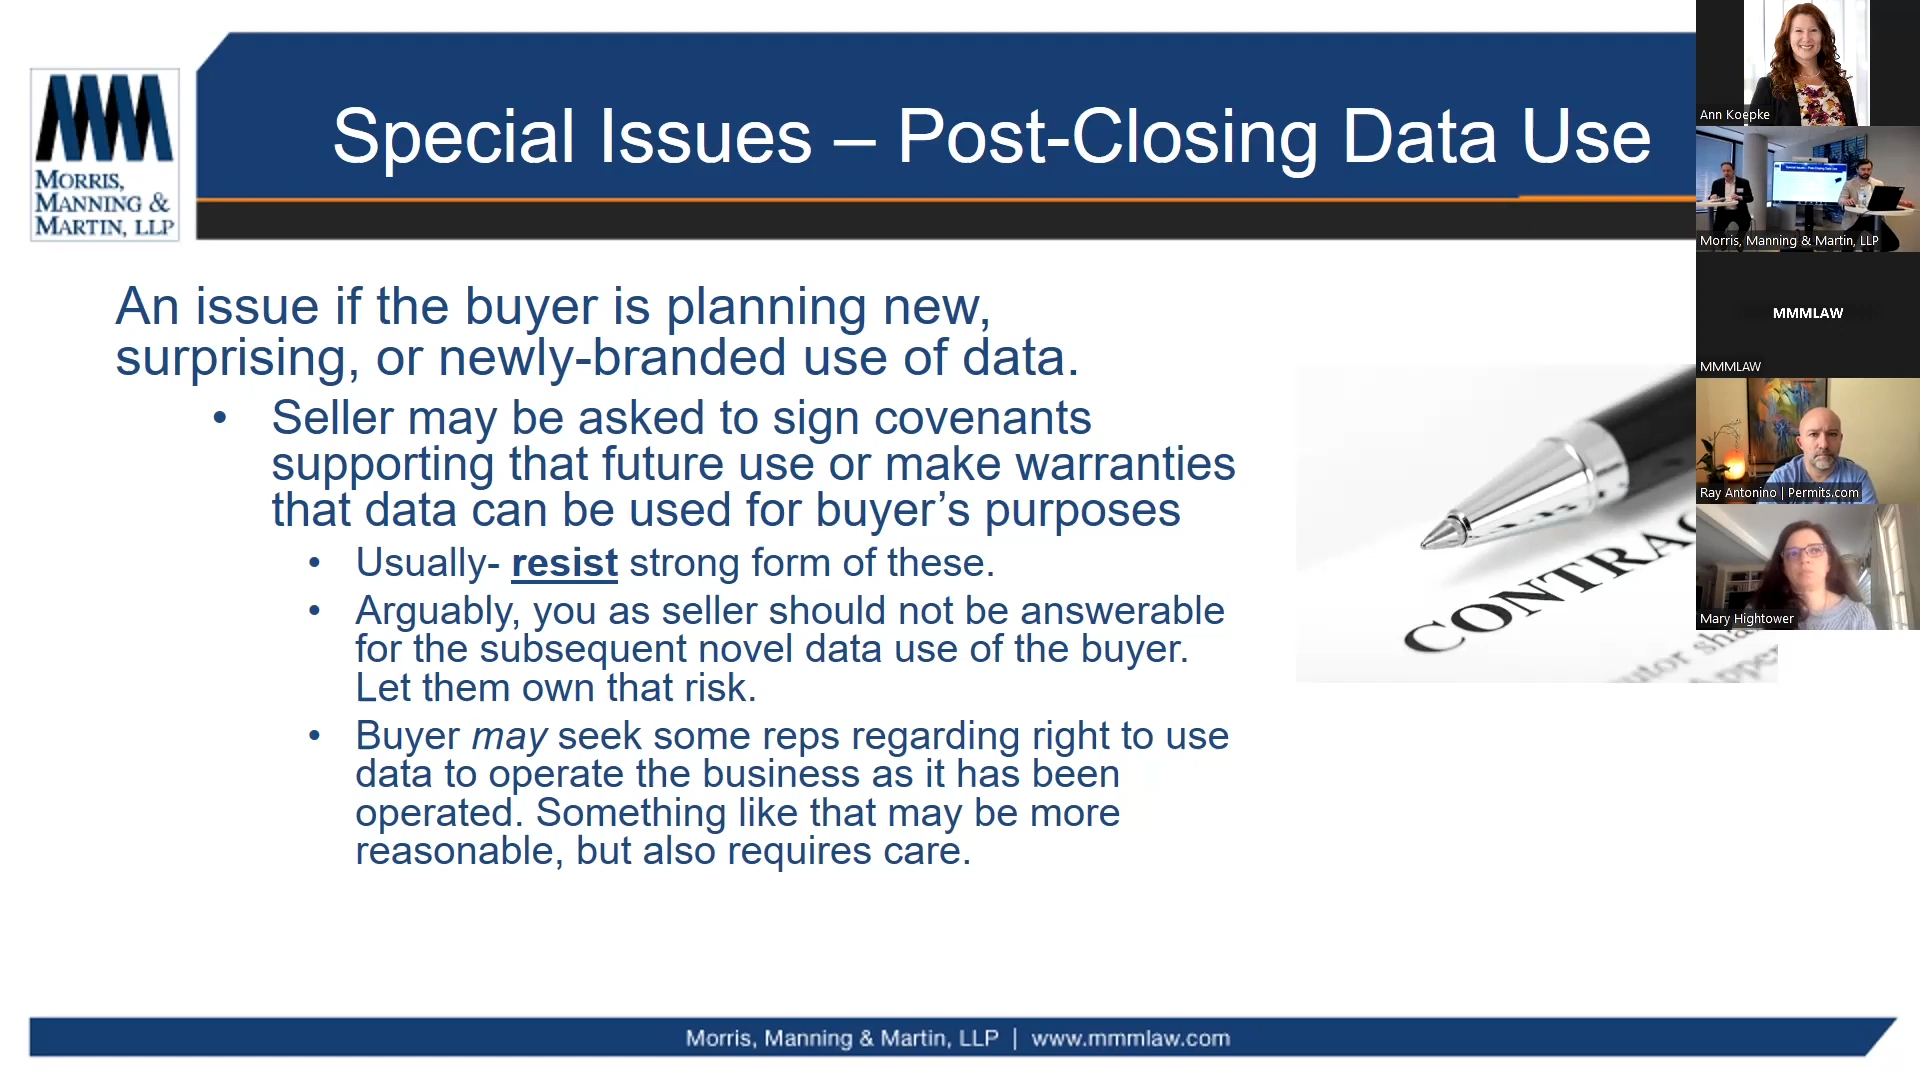 MORRIS,
MANNING &
MARTIN, LLP
Special Issues – Post-Closing Data Use
An issue if the buyer is planning new,
surprising, or newly-branded use of data.
• Seller may be asked to sign covenants
supporting that future use or make warranties
that data can be used for buyer’s purposes
• Usually- resist strong form of these.
• Arguably, you as seller should not be answerable
for the subsequent novel data use of the buyer.
Let them own that risk.
• Buyer may seek some reps regarding right to use
data to operate the business as it has been
operated. Something like that may be more
reasonable, but also requires care.
CONTRAC
Ann Koepke
Morris, Manning & Martin, LLP
MMMLAW
MMMLAW
Ray Antonino | Permits.com
Mary Hightower
Morris, Manning & Martin, LLP | www.mmmlaw.com